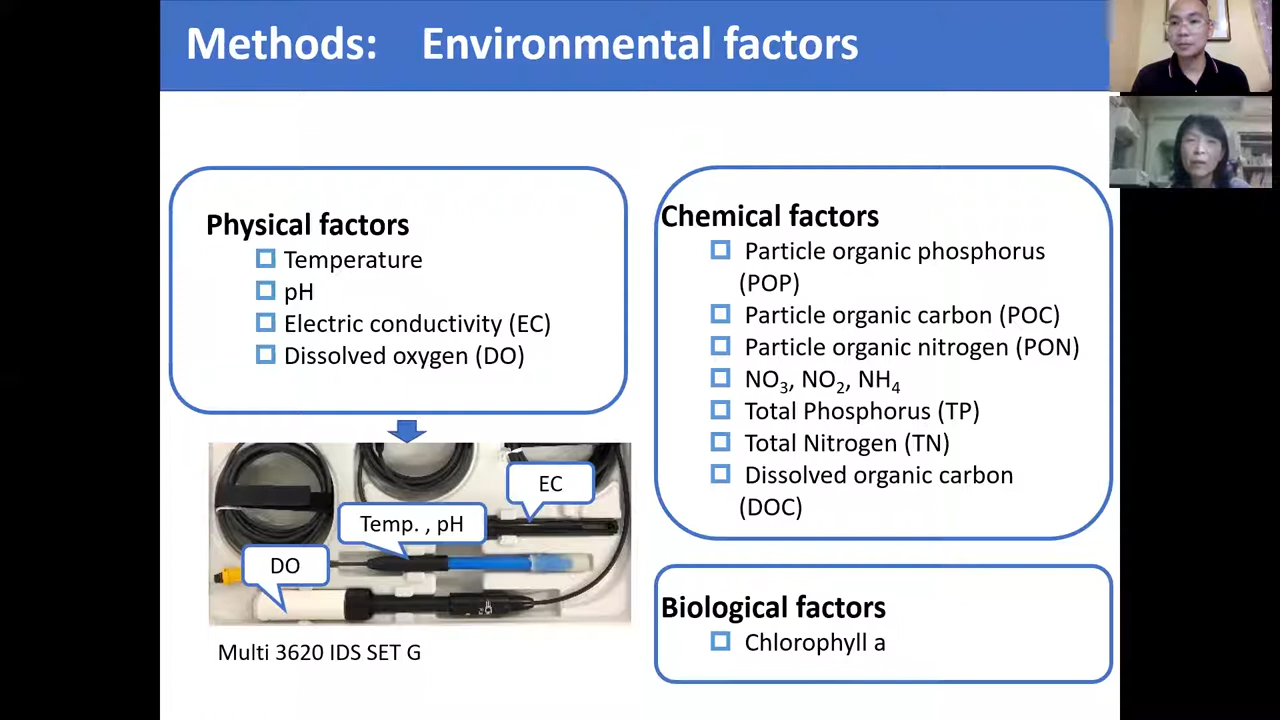 Methods: Environmental factors
Physical factors
Temperature
pH
Electric conductivity (EC)
Dissolved oxygen (DO)
EC
Temp. , pH
DO
Multi 3620 IDS SET G
Chemical factors
Particle organic phosphorus
(POP)
Particle organic carbon (POC)
Particle organic nitrogen (PON)
NO₃, NO₂, NH₄
Total Phosphorus (TP)
Total Nitrogen (TN)
Dissolved organic carbon
(DOC)
Biological factors
Chlorophyll a